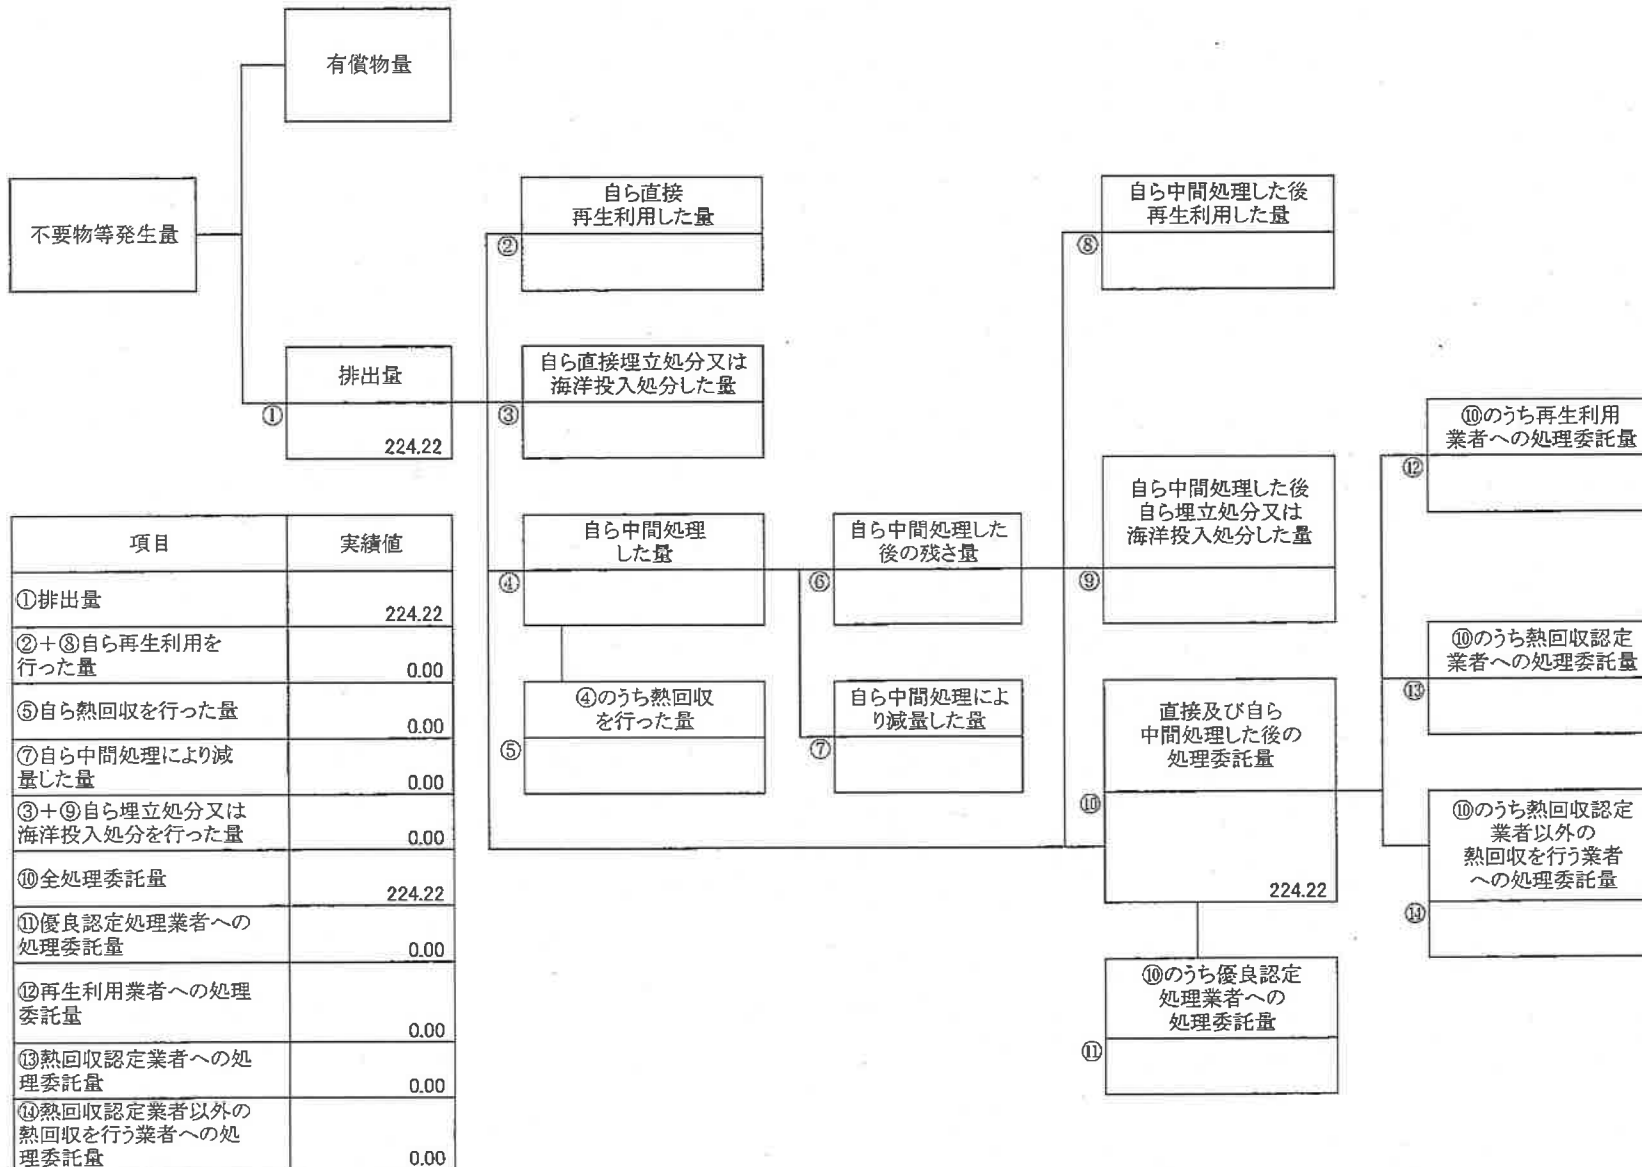 有償物量
不要物等発生量
排出量
①
224.22
自ら直接
再生利用した量
②
自ら直接埋立処分又は
海洋投入処分した量
③
自ら中間処理
した量
④
④のうち熱回収
を行った量
⑤
自ら中間処理した
後の残さ量
⑥
自ら中間処理によ
り減量した量
⑦
自ら中間処理した後
再生利用した量
⑧
自ら中間処理した後
自ら埋立処分又は
海洋投入処分した量
⑨
直接及び自ら
中間処理した後の
処理委託量
⑩
224.22
⑩のうち優良認定
処理業者への
処理委託量
⑪
⑩のうち再生利用
業者への処理委託量
⑫
⑩のうち熱回収認定
業者への処理委託量
⑬
⑩のうち熱回収認定
業者以外の
熱回収を行う業者
への処理委託量
⑭
項目 実績値
①排出量
224.22
②+⑧自ら再生利用を
行った量 0.00
⑤自ら熱回収を行った量
0.00
⑦自ら中間処理により減
量した量 0.00
③+⑨自ら埋立処分又は
海洋投入処分を行った量 0.00
⑩全処理委託量
224.22
⑪優良認定処理業者への
処理委託量 0.00
⑫再生利用業者への処理
委託量
0.00
⑬熱回収認定業者への処
理委託量 0.00
⑭熱回収認定業者以外の
熱回収を行う業者への処
理委託量 0.00